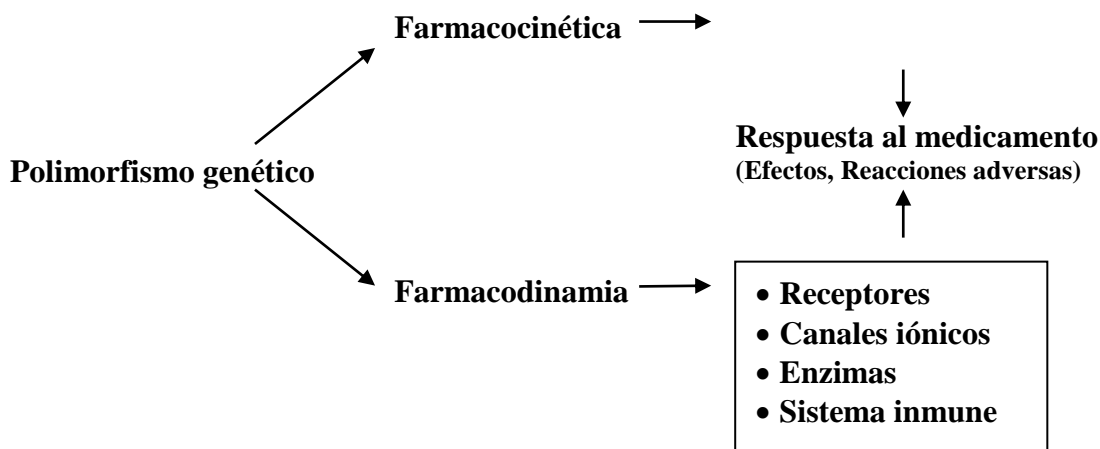 Farmacocinética
Respuesta al medicamento
(Efectos, Reacciones adversas)
Polimorfismo genético
Farmacodinamia
• Receptores
• Canales iónicos
• Enzimas
• Sistema inmune